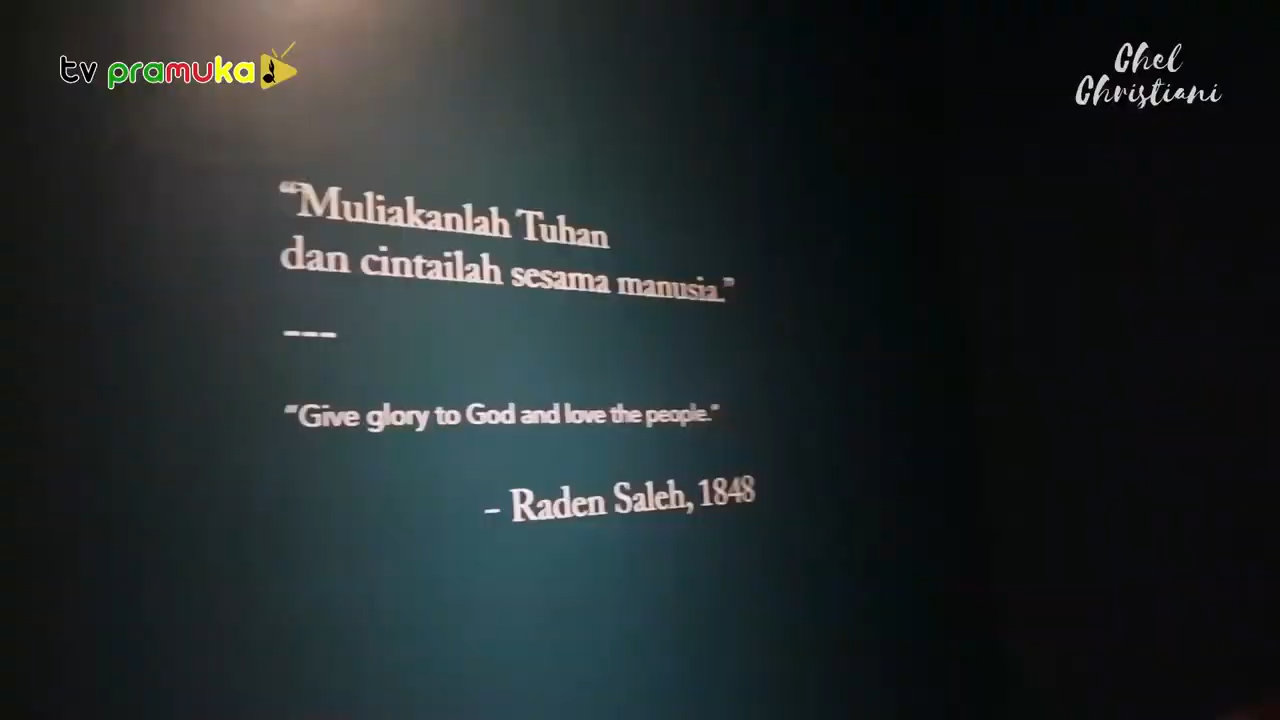 tv pramuka
Chel
Christiani
“Muliakanlah Tuhan
dan cintailah sesama manusia.”
---
“Give glory to God and love the people.”
– Raden Saleh, 1848